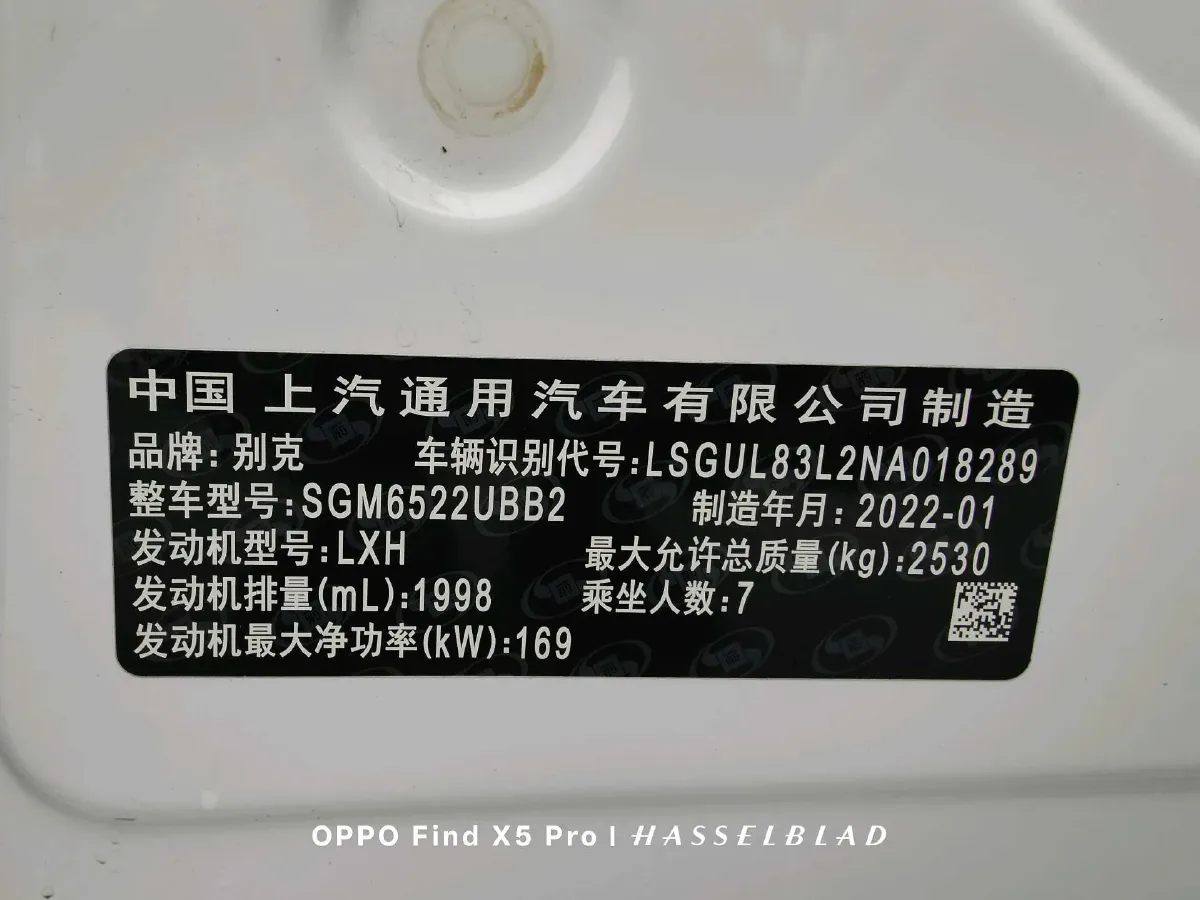 中国 上汽通用汽车有限公司制造
品牌：别克 车辆识别代号：LSGUL83L2NA018289
整车型号：SGM6522UBB2 制造年月：2022-01
发动机型号：LXH 最大允许总质量(kg)：2530
发动机排量(mL)：1998 乘坐人数：7
发动机最大净功率(kW)：169
OPPO Find X5 Pro | HASSELBLAD